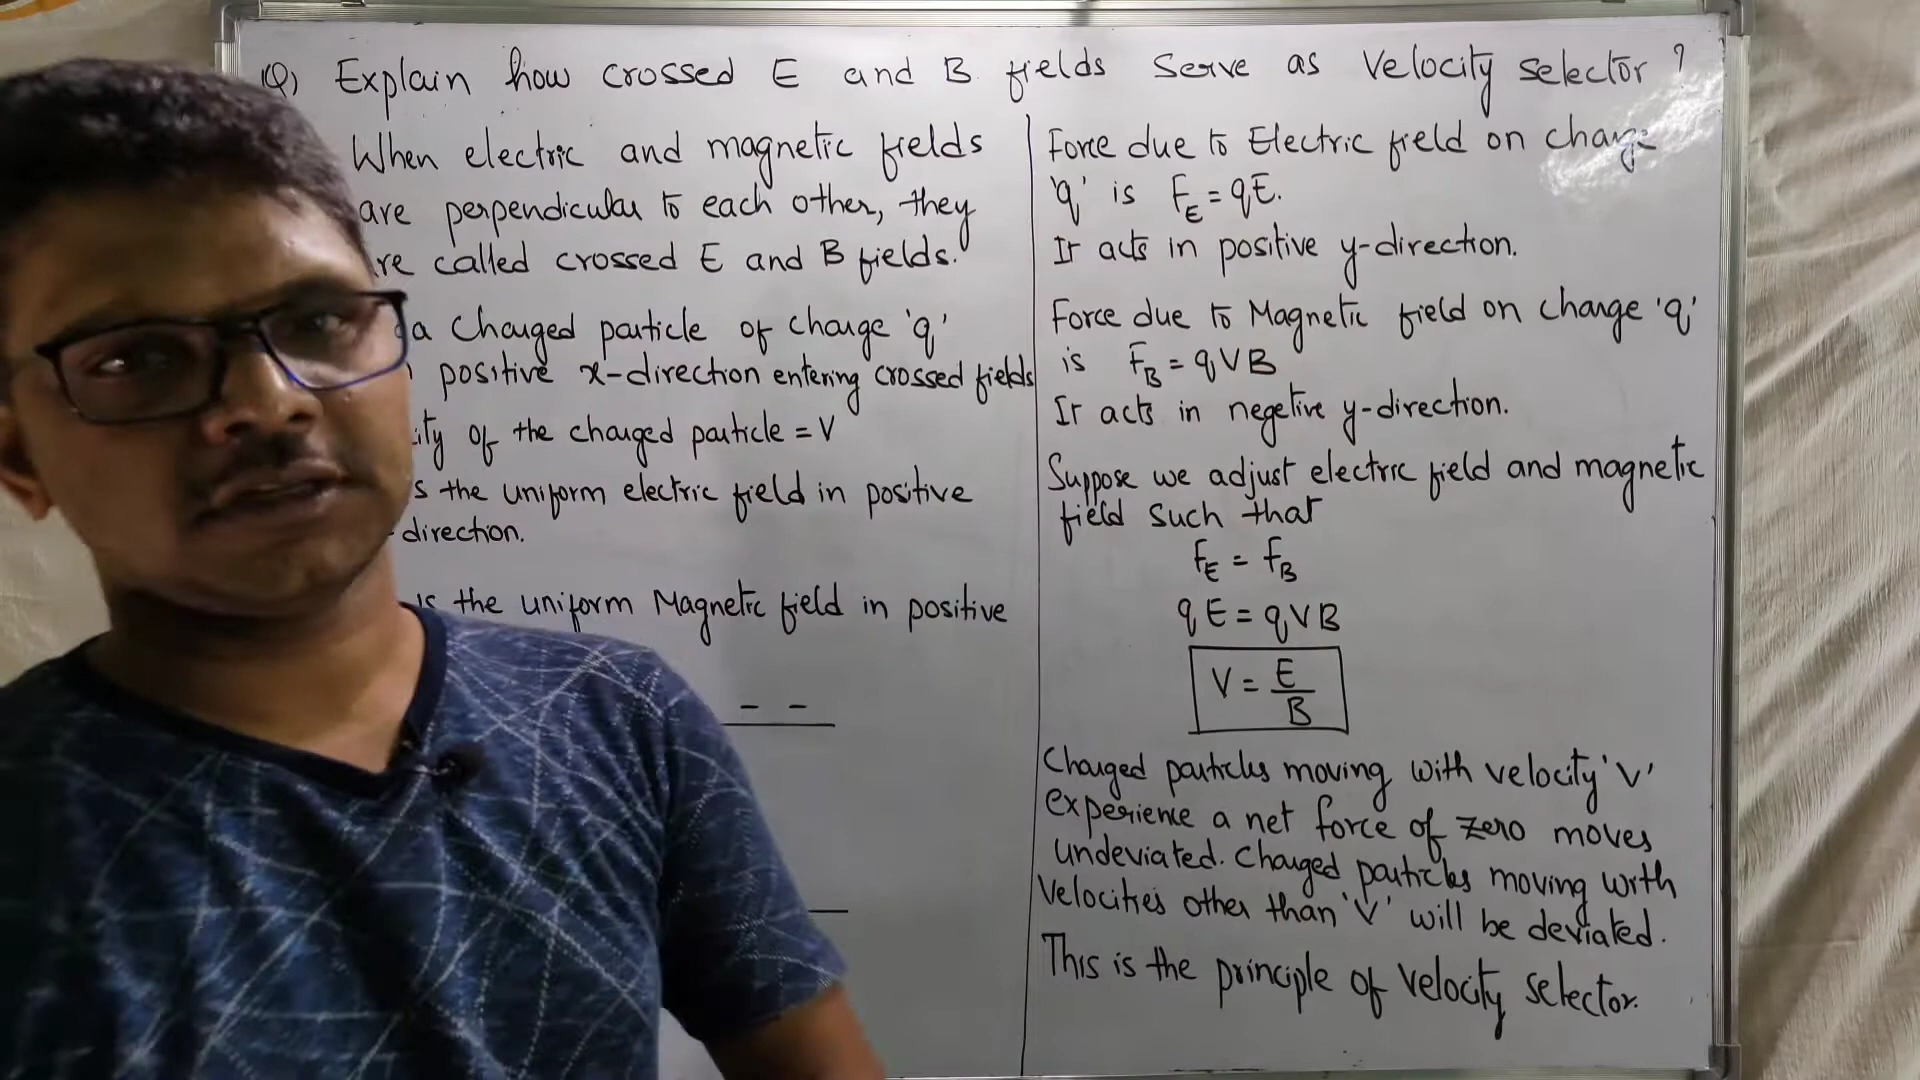 Q) Explain how crossed E and B fields serve as Velocity selector ?
When electric and magnetic fields
are perpendicular to each other, they
re called crossed E and B fields.
a Charged particle of charge 'q'
positive x-direction entering crossed fields
ity of the charged particle = V
s the uniform electric field in positive
- direction.
is the uniform Magnetic field in positive
- -
Force due to Electric field on charge
'q' is F_E = qE.
It acts in positive y-direction.
Force due to Magnetic field on charge 'q'
is F_B = qVB
It acts in negetive y-direction.
Suppose we adjust electric field and magnetic
field such that
F_E = F_B
qE = qVB
V = E/B
Charged particles moving with velocity 'V'
experience a net force of zero moves
undeviated. Charged particles moving with
Velocities other than 'V' will be deviated.
This is the principle of velocity selector.